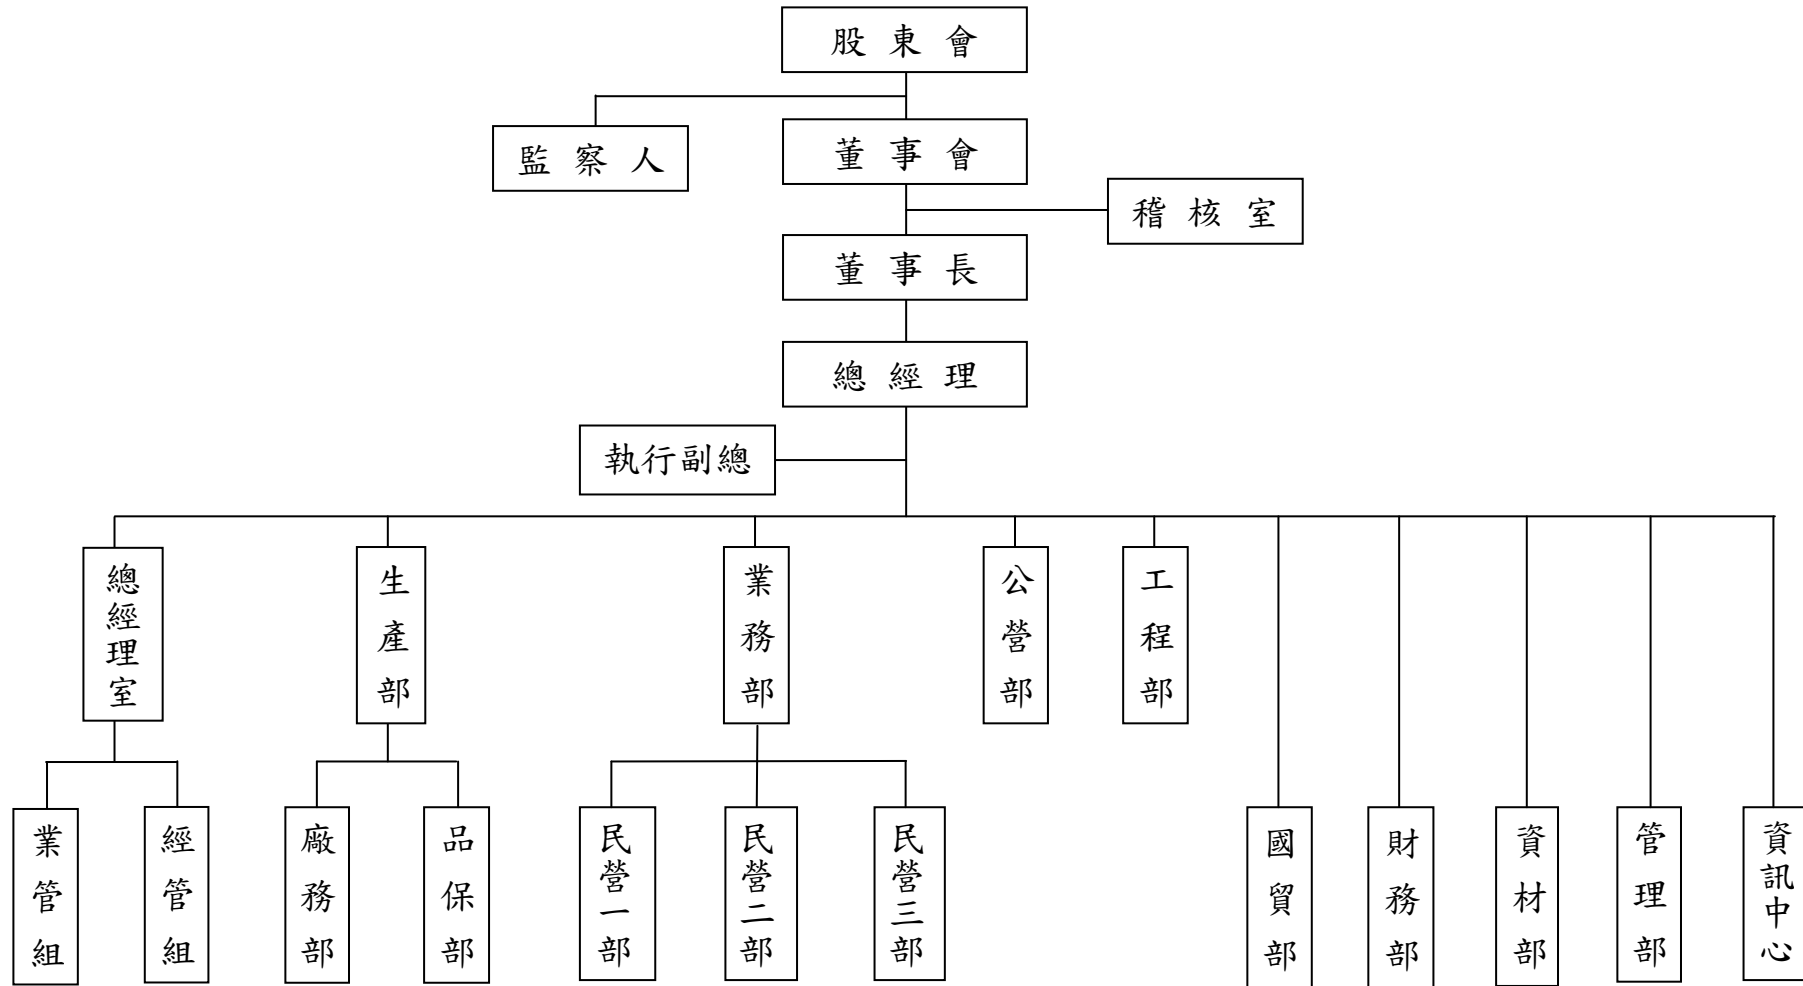 股東會
監察人
董事會
稽核室
董事長
總經理
執行副總
總經理室
生產部
業務部
公營部
工程部
業管組
經管組
廠務部
品保部
民營一部
民營二部
民營三部
國貿部
財務部
資材部
管理部
資訊中心